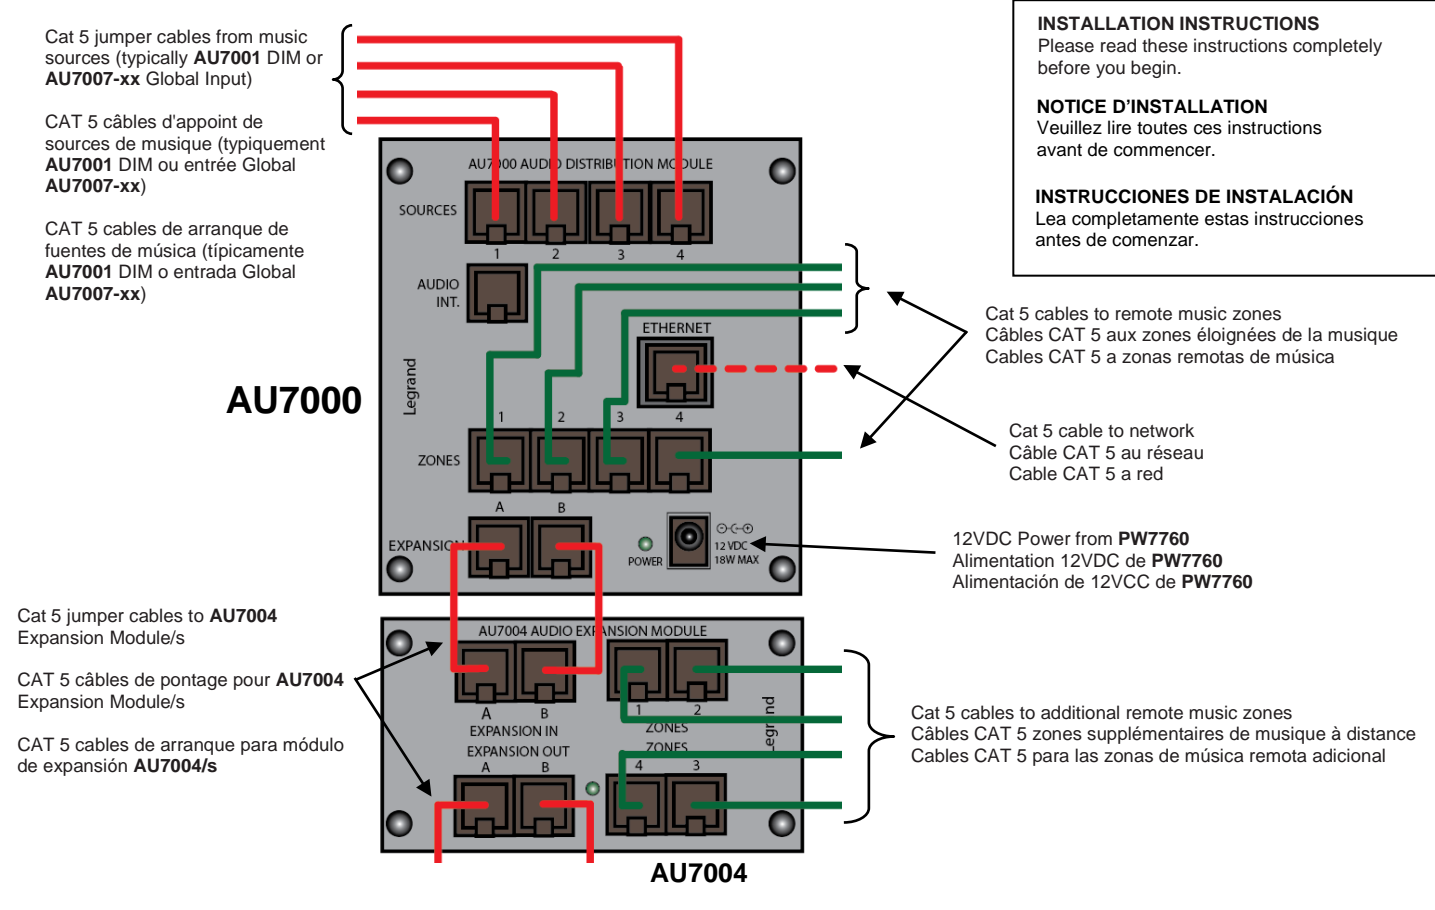 Cat 5 jumper cables from music
sources (typically AU7001 DIM or
AU7007-xx Global Input)
CAT 5 câbles d'appoint de
sources de musique (typiquement
AU7001 DIM ou entrée Global
AU7007-xx)
CAT 5 cables de arranque de
fuentes de música (típicamente
AU7001 DIM o entrada Global
AU7007-xx)
INSTALLATION INSTRUCTIONS
Please read these instructions completely
before you begin.
NOTICE D'INSTALLATION
Veuillez lire toutes ces instructions
avant de commencer.
INSTRUCCIONES DE INSTALACIÓN
Lea completamente estas instrucciones
antes de comenzar.
AU7000 AUDIO DISTRIBUTION MODULE
SOURCES
1 2 3 4
AUDIO
INT.
ETHERNET
Legrand
AU7000
1 2 3 4
ZONES
A B
EXPANSION
POWER
12 VDC
18W MAX
Cat 5 cables to remote music zones
Câbles CAT 5 aux zones éloignées de la musique
Cables CAT 5 a zonas remotas de música
Cat 5 cable to network
Câble CAT 5 au réseau
Cable CAT 5 a red
12VDC Power from PW7760
Alimentation 12VDC de PW7760
Alimentación de 12VCC de PW7760
Cat 5 jumper cables to AU7004
Expansion Module/s
CAT 5 câbles de pontage pour AU7004
Expansion Module/s
CAT 5 cables de arranque para módulo
de expansión AU7004/s
AU7004 AUDIO EXPANSION MODULE
A B
EXPANSION IN
1 2
ZONES
Legrand
EXPANSION OUT
A B
ZONES
4 3
AU7004
Cat 5 cables to additional remote music zones
Câbles CAT 5 zones supplémentaires de musique à distance
Cables CAT 5 para las zonas de música remota adicional